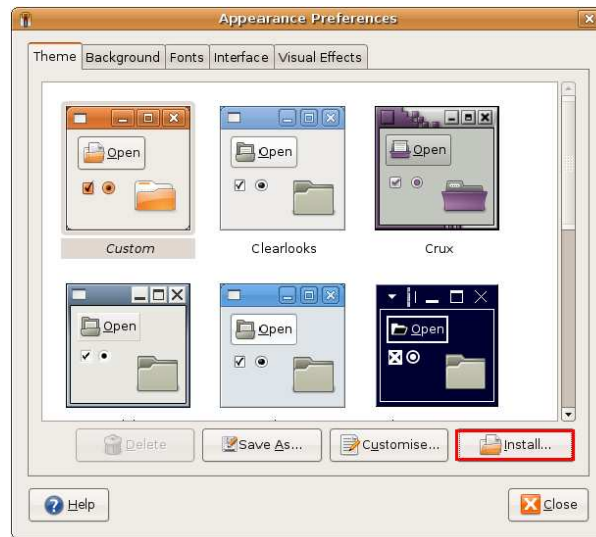 Appearance Preferences
Theme Background Fonts Interface Visual Effects
Open Open Open
Custom Clearlooks Crux
Open Open Open
Delete Save As... Customise... Install...
Help Close